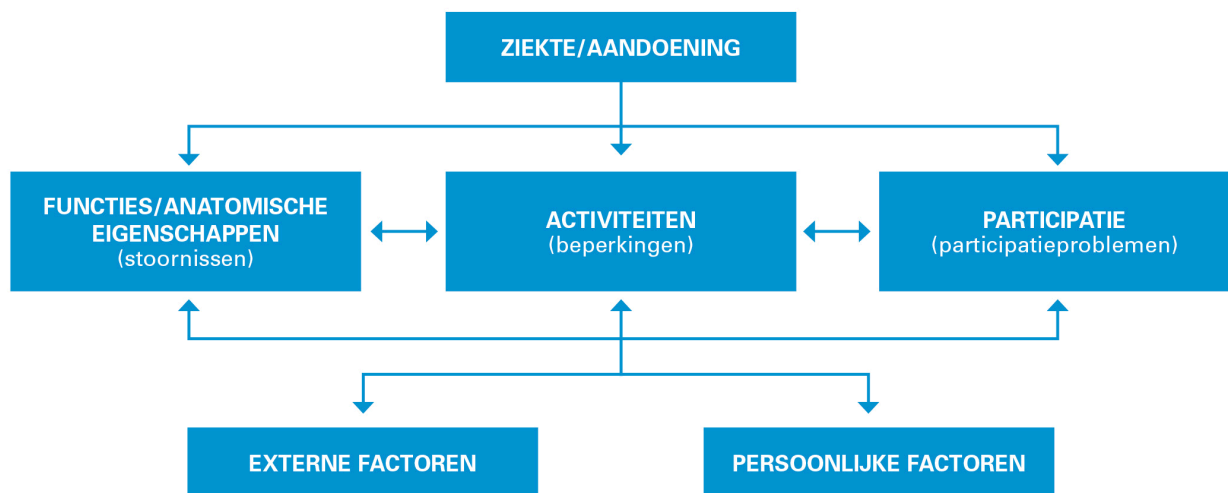 ZIEKTE/AANDOENING
FUNCTIES/ANATOMISCHE
EIGENSCHAPPEN
(stoornissen)
ACTIVITEITEN
(beperkingen)
PARTICIPATIE
(participatieproblemen)
EXTERNE FACTOREN
PERSOONLIJKE FACTOREN